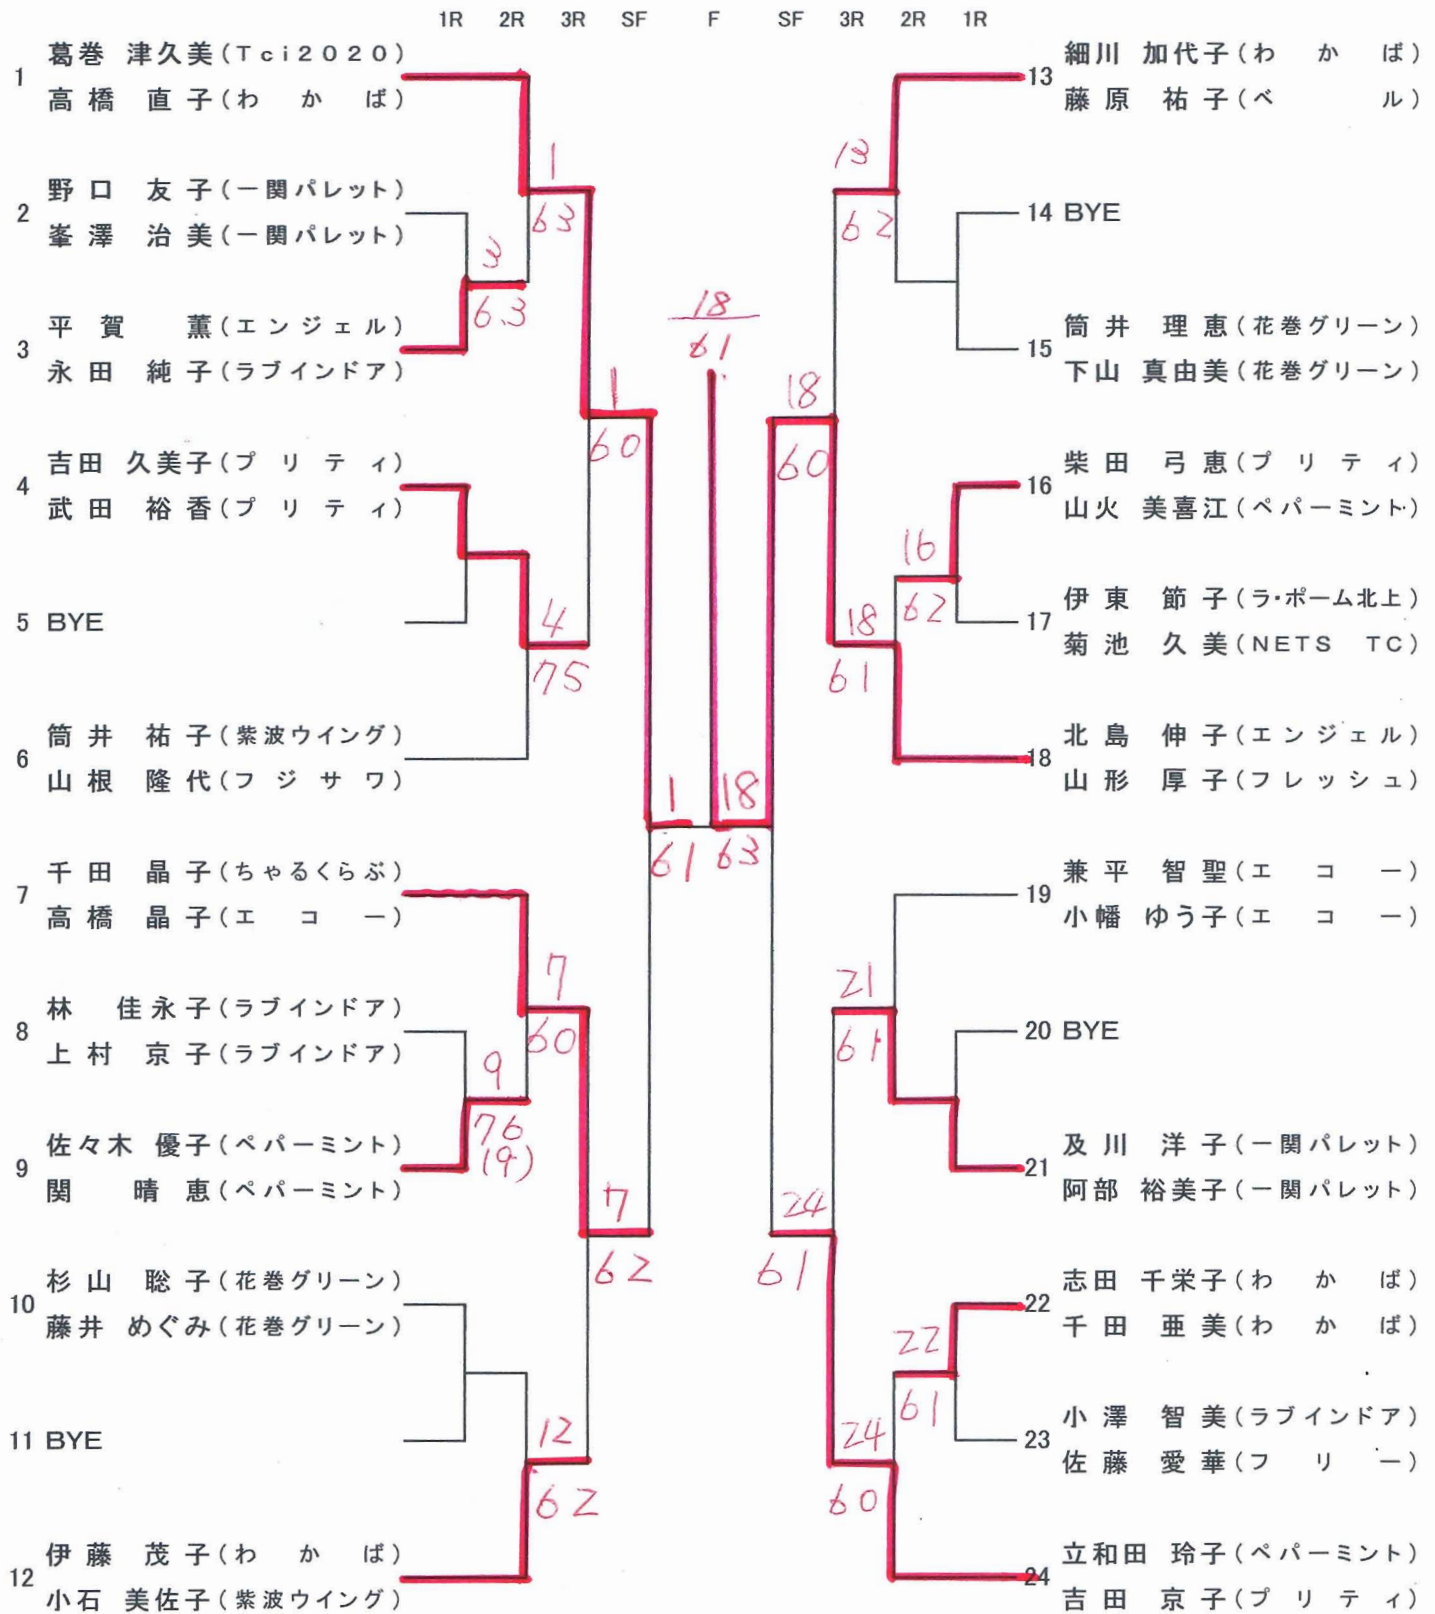 1R 2R 3R SF F SF 3R 2R 1R
1
葛巻 津久美(Tci2020)
高橋 直子(わかば)
2
野口 友子(一関パレット)
峯澤 治美(一関パレット)
3
平賀 薫(エンジェル)
永田 純子(ラブインドア)
4
吉田 久美子(プリティ)
武田 裕香(プリティ)
5 BYE
6
筒井 祐子(紫波ウイング)
山根 隆代(フジサワ)
7
千田 晶子(ちゃるくらぶ)
高橋 晶子(エコー)
8
林 佳永子(ラブインドア)
上村 京子(ラブインドア)
9
佐々木 優子(ペパーミント)
関 晴恵(ペパーミント)
10
杉山 聡子(花巻グリーン)
藤井 めぐみ(花巻グリーン)
11 BYE
12
伊藤 茂子(わかば)
小石 美佐子(紫波ウイング)
3
63
9
76
(9)
1
63
4
75
7
60
12
62
1
60
7
62
1
61
18
61
18
63
18
60
24
61
13
62
18
61
21
61
24
60
16
62
22
61
13
細川 加代子(わかば)
藤原 祐子(ベル)
14 BYE
15
筒井 理恵(花巻グリーン)
下山 真由美(花巻グリーン)
16
柴田 弓恵(プリティ)
山火 美喜江(ペパーミント)
17
伊東 節子(ラ・ポーム北上)
菊池 久美(NETS TC)
18
北島 伸子(エンジェル)
山形 厚子(フレッシュ)
19
兼平 智聖(エコー)
小幡 ゆう子(エコー)
20 BYE
21
及川 洋子(一関パレット)
阿部 裕美子(一関パレット)
22
志田 千栄子(わかば)
千田 亜美(わかば)
23
小澤 智美(ラブインドア)
佐藤 愛華(フリー)
24
立和田 玲子(ペパーミント)
吉田 京子(プリティ)